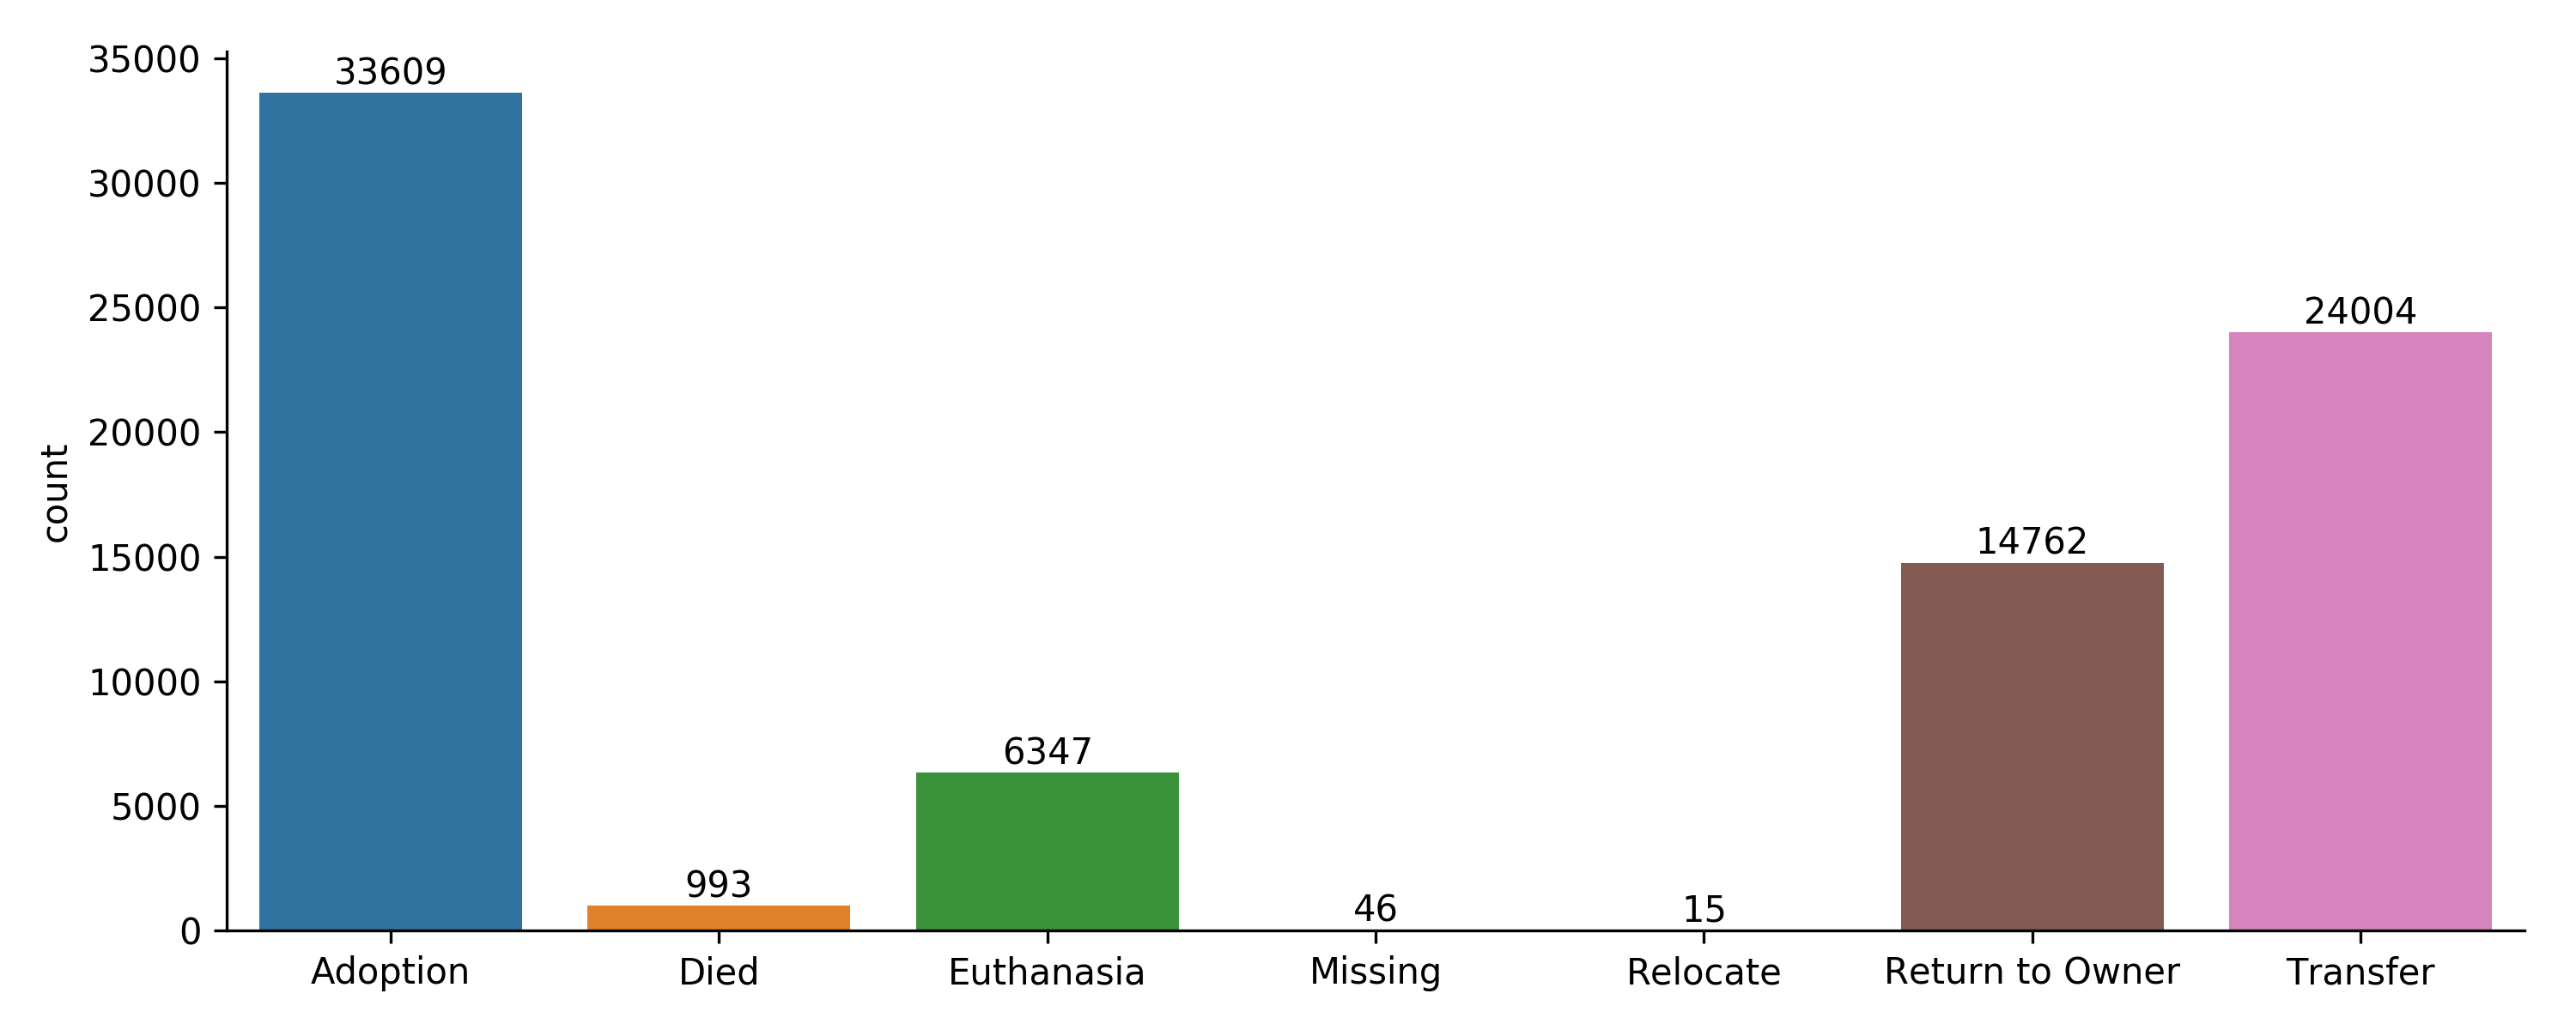 35000
30000
25000
20000
15000
10000
5000
0
count
33609
993
6347
46
15
14762
24004
Adoption
Died
Euthanasia
Missing
Relocate
Return to Owner
Transfer